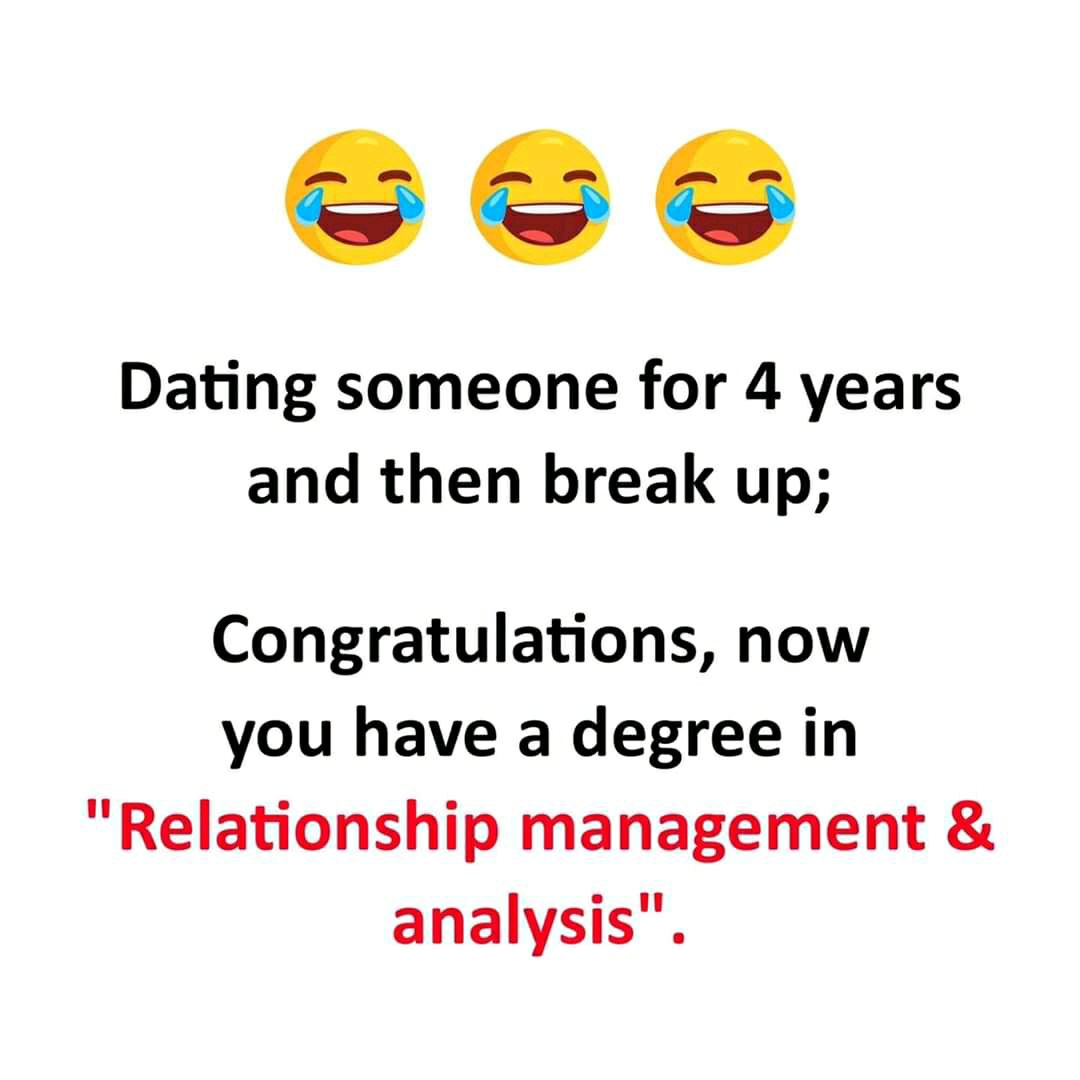 Dating someone for 4 years
and then break up;
Congratulations, now
you have a degree in
"Relationship management &
analysis".